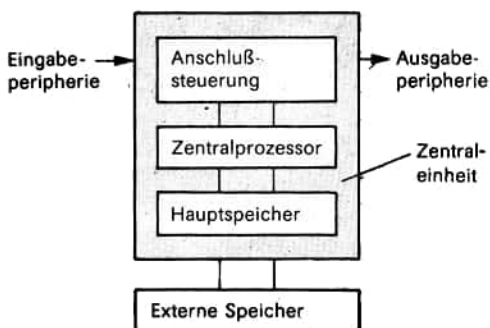 Eingabe-
peripherie
Anschluß-
steuerung
Ausgabe-
peripherie
Zentralprozessor
Zentral-
einheit
Hauptspeicher
Externe Speicher